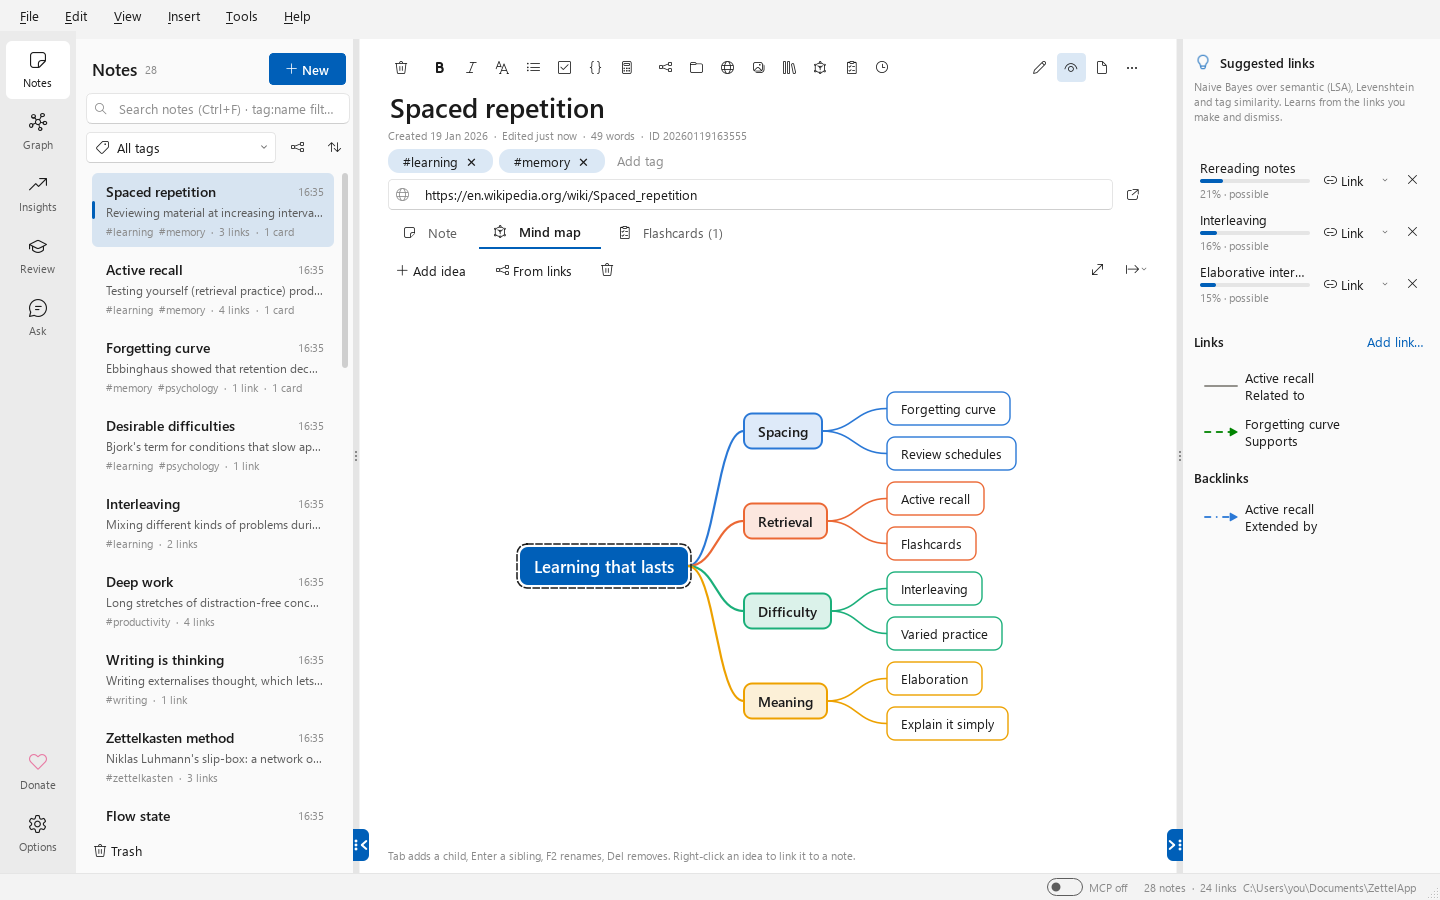 File Edit View Insert Tools Help
Notes
Graph
Insights
Review
Ask
Donate
Options
Notes 28
New
Search notes (Ctrl+F) · tag:name filt...
All tags
Spaced repetition 16:35
Reviewing material at increasing interva...
#learning #memory · 3 links · 1 card
Active recall 16:35
Testing yourself (retrieval practice) prod...
#learning #memory · 4 links · 1 card
Forgetting curve 16:35
Ebbinghaus showed that retention dec...
#memory #psychology · 1 link · 1 card
Desirable difficulties 16:35
Bjork's term for conditions that slow ap...
#learning #psychology · 1 link
Interleaving 16:35
Mixing different kinds of problems duri...
#learning · 2 links
Deep work 16:35
Long stretches of distraction-free conc...
#productivity · 4 links
Writing is thinking 16:35
Writing externalises thought, which lets...
#writing · 1 link
Zettelkasten method 16:35
Niklas Luhmann's slip-box: a network o...
#zettelkasten · 3 links
Flow state 16:35
Trash
Spaced repetition
Created 19 Jan 2026 · Edited just now · 49 words · ID 20260119163555
#learning #memory Add tag
https://en.wikipedia.org/wiki/Spaced_repetition
Note Mind map Flashcards (1)
Add idea From links
Learning that lasts
Spacing
Forgetting curve
Review schedules
Retrieval
Active recall
Flashcards
Difficulty
Interleaving
Varied practice
Meaning
Elaboration
Explain it simply
Tab adds a child, Enter a sibling, F2 renames, Del removes. Right-click an idea to link it to a note.
Suggested links
Naive Bayes over semantic (LSA), Levenshtein
and tag similarity. Learns from the links you
make and dismiss.
Rereading notes
21% · possible
Link
Interleaving
16% · possible
Link
Elaborative inter...
15% · possible
Link
Links Add link...
Active recall
Related to
Forgetting curve
Supports
Backlinks
Active recall
Extended by
MCP off 28 notes · 24 links C:\Users\you\Documents\ZettelApp